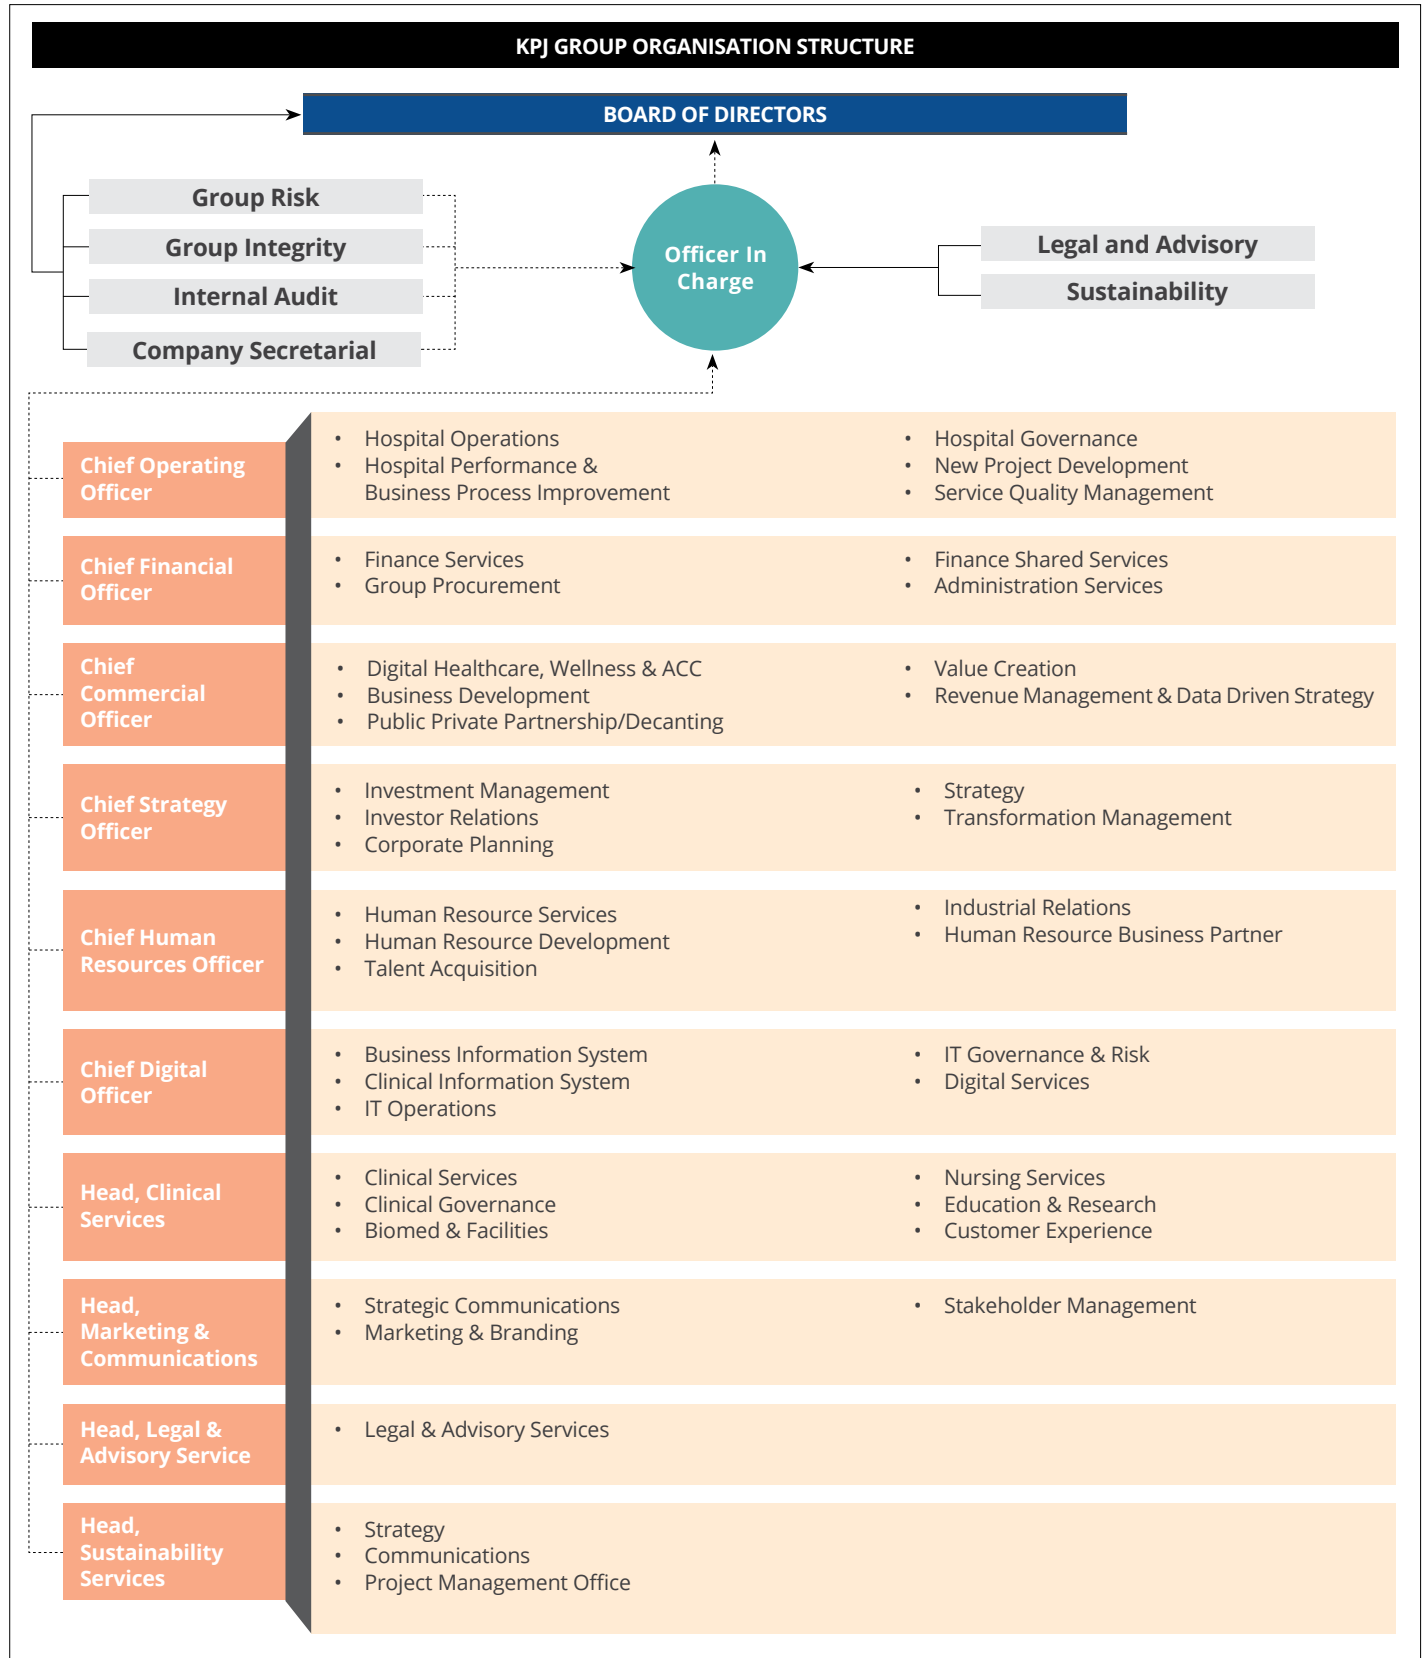 KPJ GROUP ORGANISATION STRUCTURE
BOARD OF DIRECTORS
Group Risk
Group Integrity
Internal Audit
Company Secretarial
Officer In
Charge
Legal and Advisory
Sustainability
Chief Operating
Officer
• Hospital Operations
• Hospital Performance &
Business Process Improvement
• Hospital Governance
• New Project Development
• Service Quality Management
Chief Financial
Officer
• Finance Services
• Group Procurement
• Finance Shared Services
• Administration Services
Chief
Commercial
Officer
• Digital Healthcare, Wellness & ACC
• Business Development
• Public Private Partnership/Decanting
• Value Creation
• Revenue Management & Data Driven Strategy
Chief Strategy
Officer
• Investment Management
• Investor Relations
• Corporate Planning
• Strategy
• Transformation Management
Chief Human
Resources Officer
• Human Resource Services
• Human Resource Development
• Talent Acquisition
• Industrial Relations
• Human Resource Business Partner
Chief Digital
Officer
• Business Information System
• Clinical Information System
• IT Operations
• IT Governance & Risk
• Digital Services
Head, Clinical
Services
• Clinical Services
• Clinical Governance
• Biomed & Facilities
• Nursing Services
• Education & Research
• Customer Experience
Head,
Marketing &
Communications
• Strategic Communications
• Marketing & Branding
• Stakeholder Management
Head, Legal &
Advisory Service
• Legal & Advisory Services
Head,
Sustainability
Services
• Strategy
• Communications
• Project Management Office